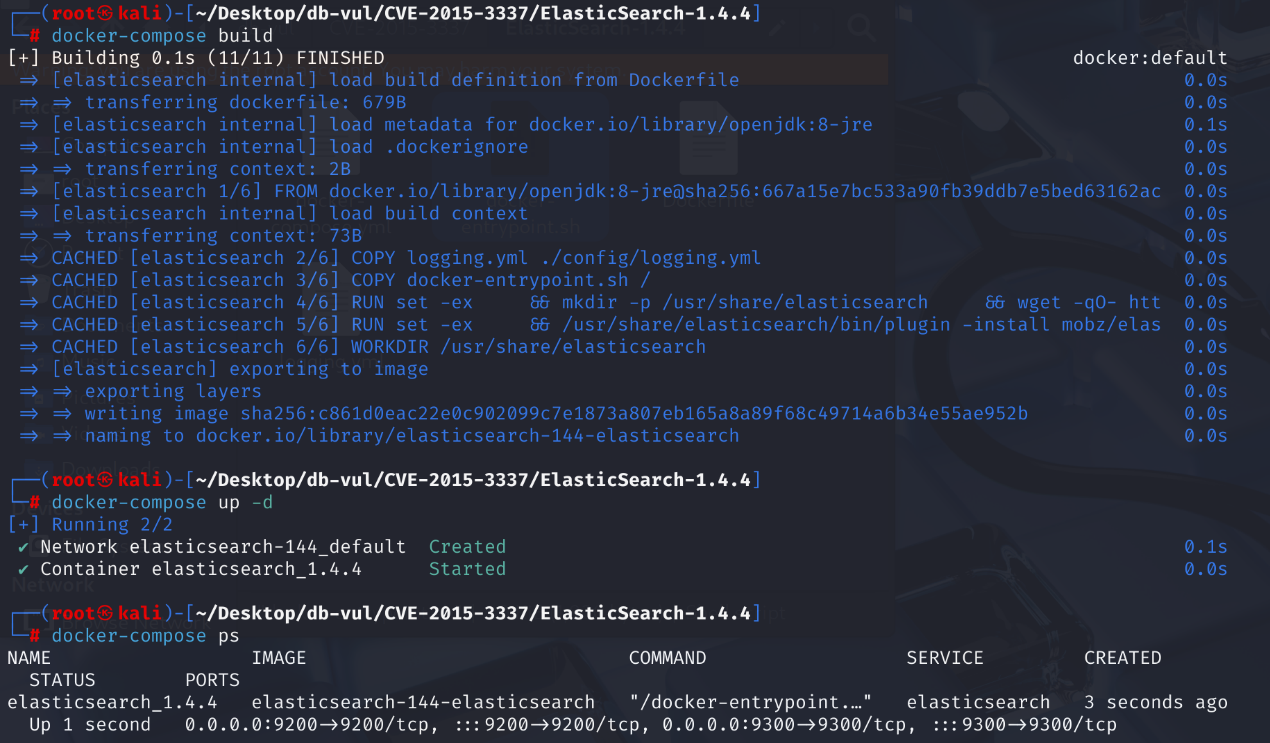 (root㉿kali)-[~/Desktop/db-vul/CVE-2015-3337/ElasticSearch-1.4.4]
# docker-compose build
[+] Building 0.1s (11/11) FINISHED docker:default
=> [elasticsearch internal] load build definition from Dockerfile 0.0s
=> => transferring dockerfile: 679B 0.0s
=> [elasticsearch internal] load metadata for docker.io/library/openjdk:8-jre 0.1s
=> [elasticsearch internal] load .dockerignore 0.0s
=> => transferring context: 2B 0.0s
=> [elasticsearch 1/6] FROM docker.io/library/openjdk:8-jre@sha256:667a15e7bc533a90fb39ddb7e5bed63162ac 0.0s
=> [elasticsearch internal] load build context 0.0s
=> => transferring context: 73B 0.0s
=> CACHED [elasticsearch 2/6] COPY logging.yml ./config/logging.yml 0.0s
=> CACHED [elasticsearch 3/6] COPY docker-entrypoint.sh / 0.0s
=> CACHED [elasticsearch 4/6] RUN set -ex && mkdir -p /usr/share/elasticsearch && wget -qO- htt 0.0s
=> CACHED [elasticsearch 5/6] RUN set -ex && /usr/share/elasticsearch/bin/plugin -install mobz/elas 0.0s
=> CACHED [elasticsearch 6/6] WORKDIR /usr/share/elasticsearch 0.0s
=> [elasticsearch] exporting to image 0.0s
=> => exporting layers 0.0s
=> => writing image sha256:c861d0eac22e0c902099c7e1873a807eb165a8a89f68c49714a6b34e55ae952b 0.0s
=> => naming to docker.io/library/elasticsearch-144-elasticsearch 0.0s
(root㉿kali)-[~/Desktop/db-vul/CVE-2015-3337/ElasticSearch-1.4.4]
# docker-compose up -d
[+] Running 2/2
✔ Network elasticsearch-144_default Created 0.1s
✔ Container elasticsearch_1.4.4 Started 0.0s
(root㉿kali)-[~/Desktop/db-vul/CVE-2015-3337/ElasticSearch-1.4.4]
# docker-compose ps
NAME IMAGE COMMAND SERVICE CREATED
STATUS PORTS
elasticsearch_1.4.4 elasticsearch-144-elasticsearch "/docker-entrypoint.…" elasticsearch 3 seconds ago
Up 1 second 0.0.0.0:9200->9200/tcp, :::9200->9200/tcp, 0.0.0.0:9300->9300/tcp, :::9300->9300/tcp